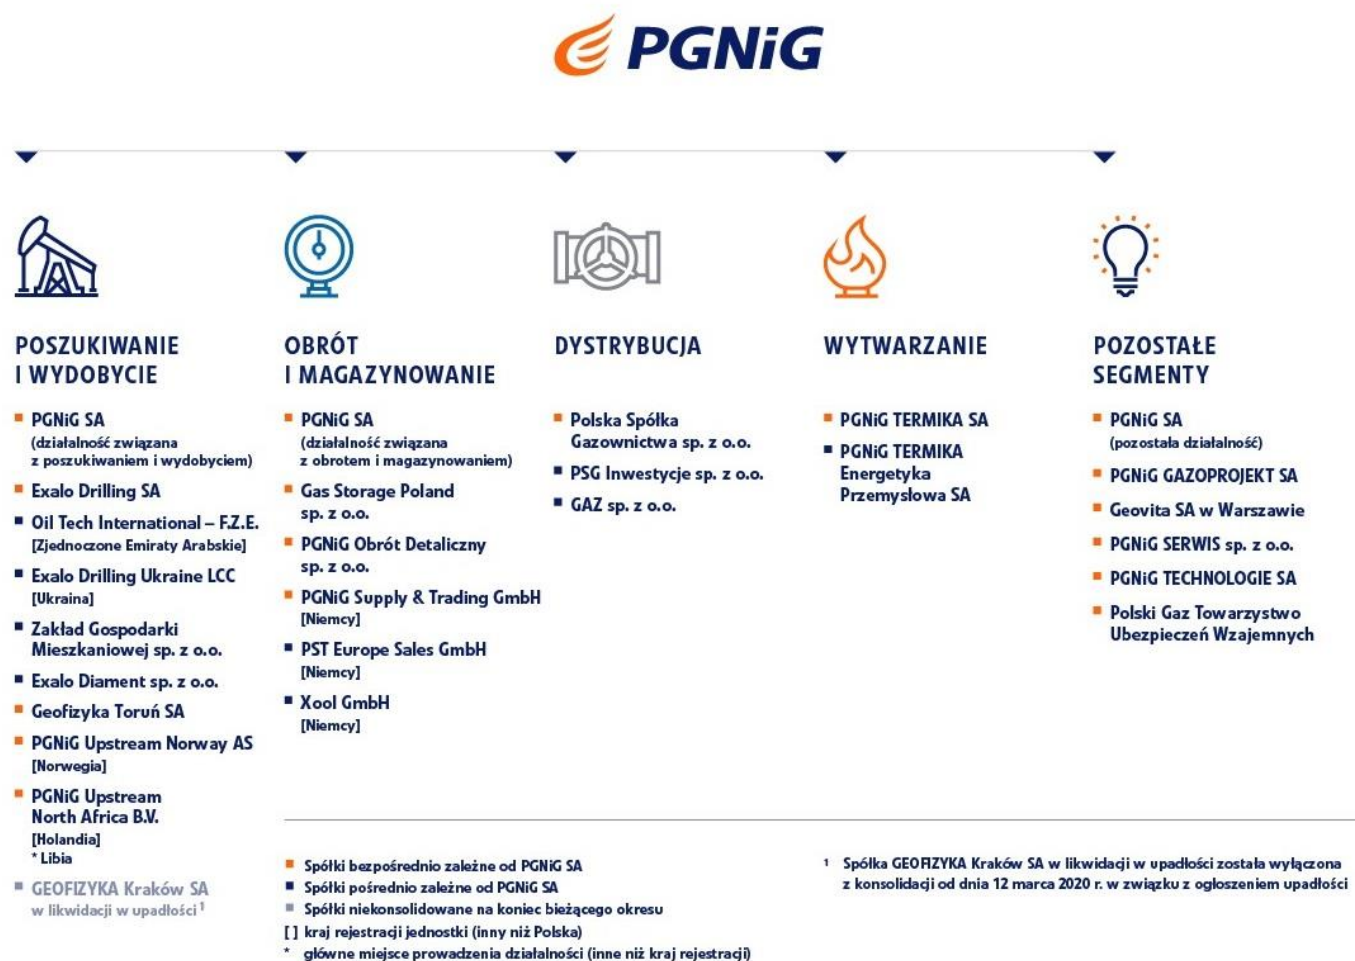 PGNiG
POSZUKIWANIE
I WYDOBYCIE
PGNiG SA
(działalność związana
z poszukiwaniem i wydobyciem)
Exalo Drilling SA
Oil Tech International – F.Z.E.
[Zjednoczone Emiraty Arabskie]
Exalo Drilling Ukraine LCC
[Ukraina]
Zakład Gospodarki
Mieszkaniowej sp. z o.o.
Exalo Diament sp. z o.o.
Geofizyka Toruń SA
PGNiG Upstream Norway AS
[Norwegia]
PGNiG Upstream
North Africa B.V.
[Holandia]
* Libia
GEOFIZYKA Kraków SA
w likwidacji w upadłości ¹
OBRÓT
I MAGAZYNOWANIE
PGNiG SA
(działalność związana
z obrotem i magazynowaniem)
Gas Storage Poland
sp. z o.o.
PGNiG Obrót Detaliczny
sp. z o.o.
PGNiG Supply & Trading GmbH
[Niemcy]
PST Europe Sales GmbH
[Niemcy]
Xool GmbH
[Niemcy]
DYSTRYBUCJA
Polska Spółka
Gazownictwa sp. z o.o.
PSG Inwestycje sp. z o.o.
GAZ sp. z o.o.
WYTWARZANIE
PGNiG TERMIKA SA
PGNiG TERMIKA
Energetyka
Przemysłowa SA
POZOSTAŁE
SEGMENTY
PGNiG SA
(pozostała działalność)
PGNiG GAZOPROJEKT SA
Geovita SA w Warszawie
PGNiG SERWIS sp. z o.o.
PGNiG TECHNOLOGIE SA
Polski Gaz Towarzystwo
Ubezpieczeń Wzajemnych
Spółki bezpośrednio zależne od PGNiG SA
Spółki pośrednio zależne od PGNiG SA
Spółki niekonsolidowane na koniec bieżącego okresu
[ ] kraj rejestracji jednostki (inny niż Polska)
* główne miejsce prowadzenia działalności (inne niż kraj rejestracji)
¹ Spółka GEOFIZYKA Kraków SA w likwidacji w upadłości została wyłączona
z konsolidacji od dnia 12 marca 2020 r. w związku z ogłoszeniem upadłości